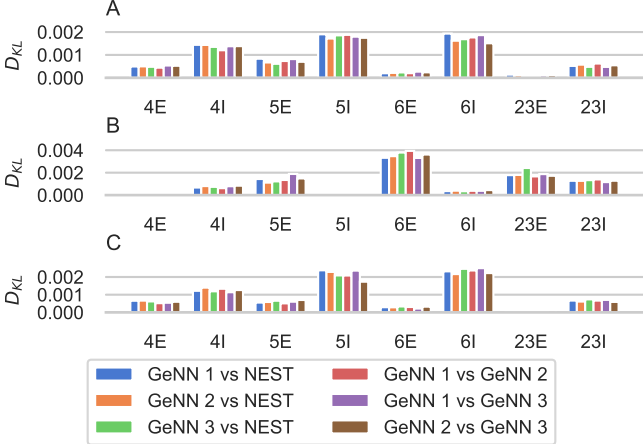 A
D_KL
0.002
0.001
0.000
4E 4I 5E 5I 6E 6I 23E 23I
B
D_KL
0.004
0.002
0.000
4E 4I 5E 5I 6E 6I 23E 23I
C
D_KL
0.002
0.001
0.000
4E 4I 5E 5I 6E 6I 23E 23I
GeNN 1 vs NEST
GeNN 2 vs NEST
GeNN 3 vs NEST
GeNN 1 vs GeNN 2
GeNN 1 vs GeNN 3
GeNN 2 vs GeNN 3